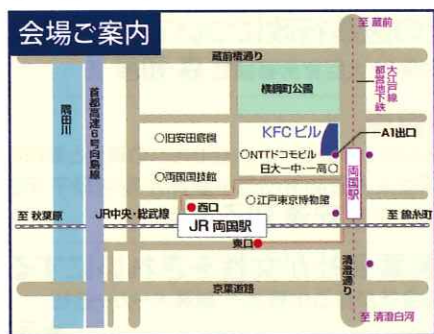 会場ご案内
至 蔵前
蔵前橋通り
大江戸線
都営地下鉄
横網町公園
隅田川
首都高速6号向島線
KFCビル
A1出口
○旧安田庭園
○NTTドコモビル
日大一中・一高○
○両国国技館
両国駅
○江戸東京博物館
西口
至 秋葉原
JR中央・総武線
JR 両国駅
至 錦糸町
東口
清澄通り
京葉道路
至 清澄白河